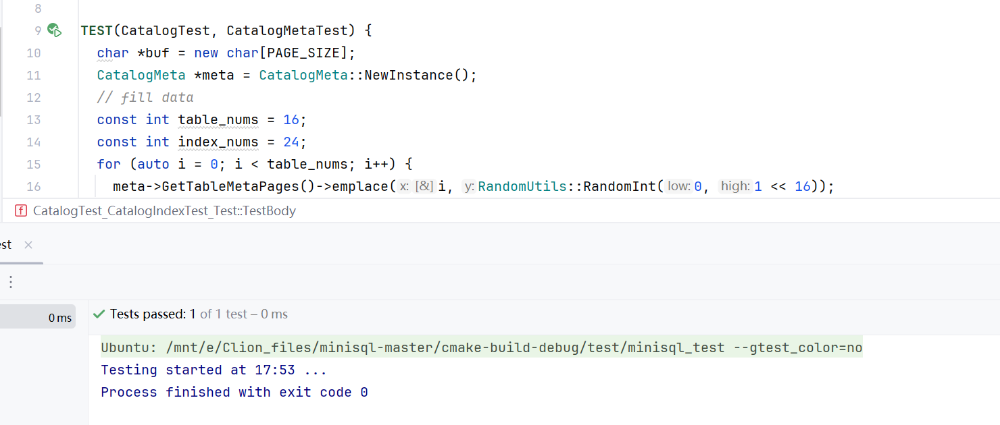 8
9 TEST(CatalogTest, CatalogMetaTest) {
10 char *buf = new char[PAGE_SIZE];
11 CatalogMeta *meta = CatalogMeta::NewInstance();
12 // fill data
13 const int table_nums = 16;
14 const int index_nums = 24;
15 for (auto i = 0; i < table_nums; i++) {
16 meta->GetTableMetaPages()->emplace( x: [&] i, y: RandomUtils::RandomInt( low: 0, high: 1 << 16));
f CatalogTest_CatalogIndexTest_Test::TestBody
est ×
0 ms
Tests passed: 1 of 1 test – 0 ms
Ubuntu: /mnt/e/Clion_files/minisql-master/cmake-build-debug/test/minisql_test --gtest_color=no
Testing started at 17:53 ...
Process finished with exit code 0